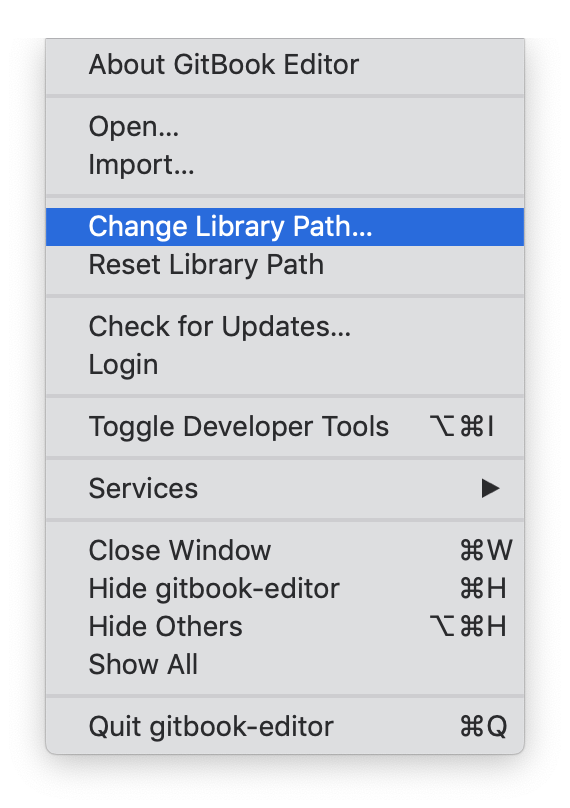 About GitBook Editor
Open...
Import...
Change Library Path...
Reset Library Path
Check for Updates...
Login
Toggle Developer Tools ⌥⌘I
Services ▶
Close Window ⌘W
Hide gitbook-editor ⌘H
Hide Others ⌥⌘H
Show All
Quit gitbook-editor ⌘Q